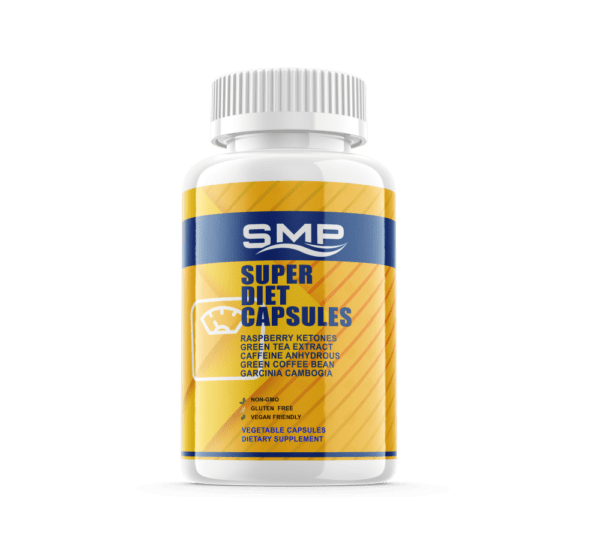 SMP
SUPER
DIET
CAPSULES
RASPBERRY KETONES
GREEN TEA EXTRACT
CAFFEINE ANHYDROUS
GREEN COFFEE BEAN
GARCINIA CAMBOGIA
NON-GMO
GLUTEN FREE
VEGAN FRIENDLY
VEGETABLE CAPSULES
DIETARY SUPPLEMENT